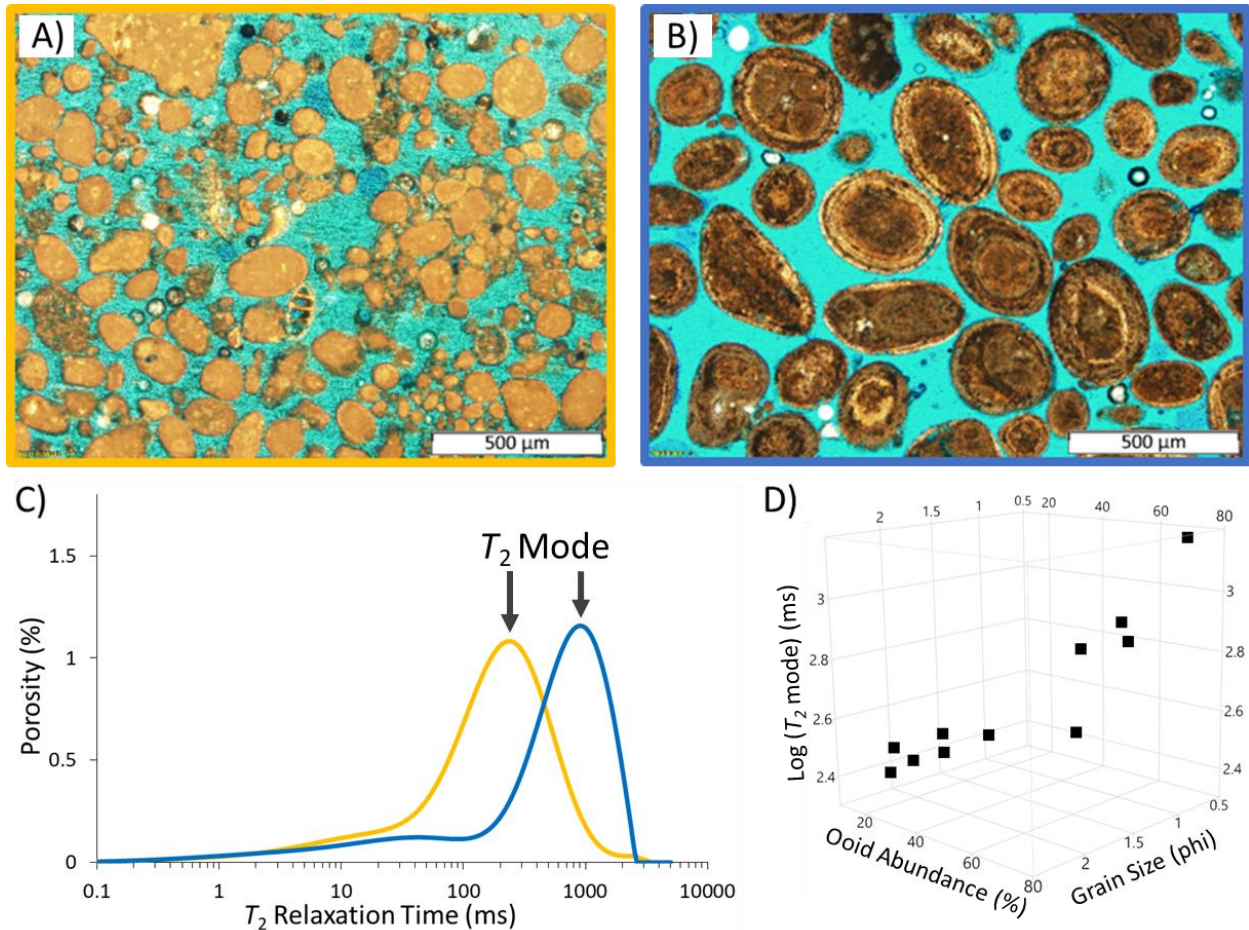 A)
500 µm
B)
500 µm
C)
T₂ Mode
1.5
1
0.5
0
Porosity (%)
0.1
1
10
100
1000
10000
T₂ Relaxation Time (ms)
D)
2
1.5
1
0.5
20
40
60
80
3
2.8
2.6
2.4
Log (T₂ mode) (ms)
3
2.8
2.6
2.4
20
40
60
80
Ooid Abundance (%)
2
1.5
1
0.5
Grain Size (phi)